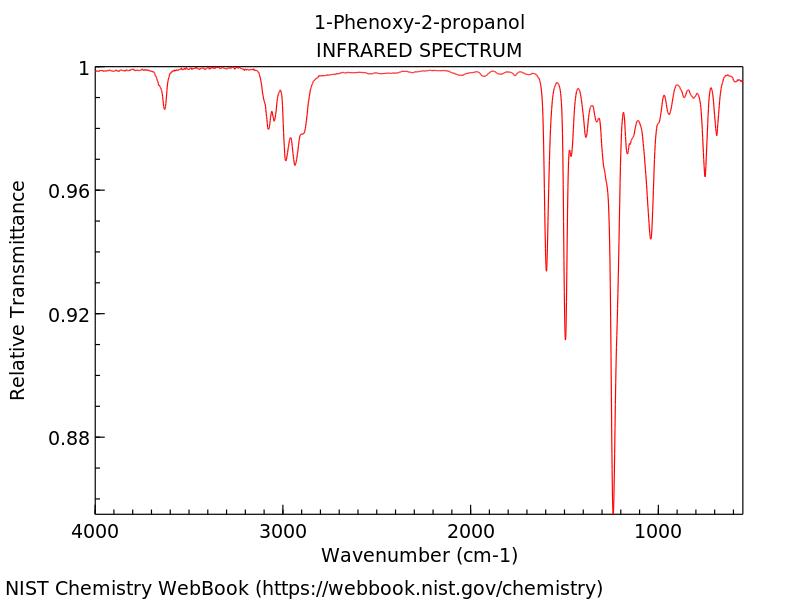 1-Phenoxy-2-propanol
INFRARED SPECTRUM
1
0.96
0.92
0.88
Relative Transmittance
4000 3000 2000 1000
Wavenumber (cm-1)
NIST Chemistry WebBook (https://webbook.nist.gov/chemistry)